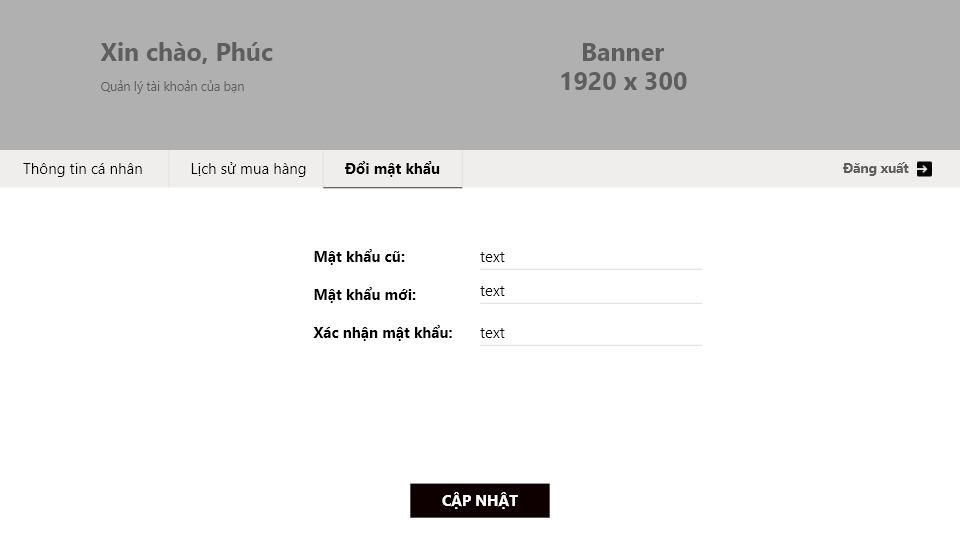 Xin chào, Phúc
Quản lý tài khoản của bạn
Banner
1920 x 300
Thông tin cá nhân
Lịch sử mua hàng
Đổi mật khẩu
Đăng xuất
Mật khẩu cũ:
text
Mật khẩu mới:
text
Xác nhận mật khẩu:
text
CẬP NHẬT